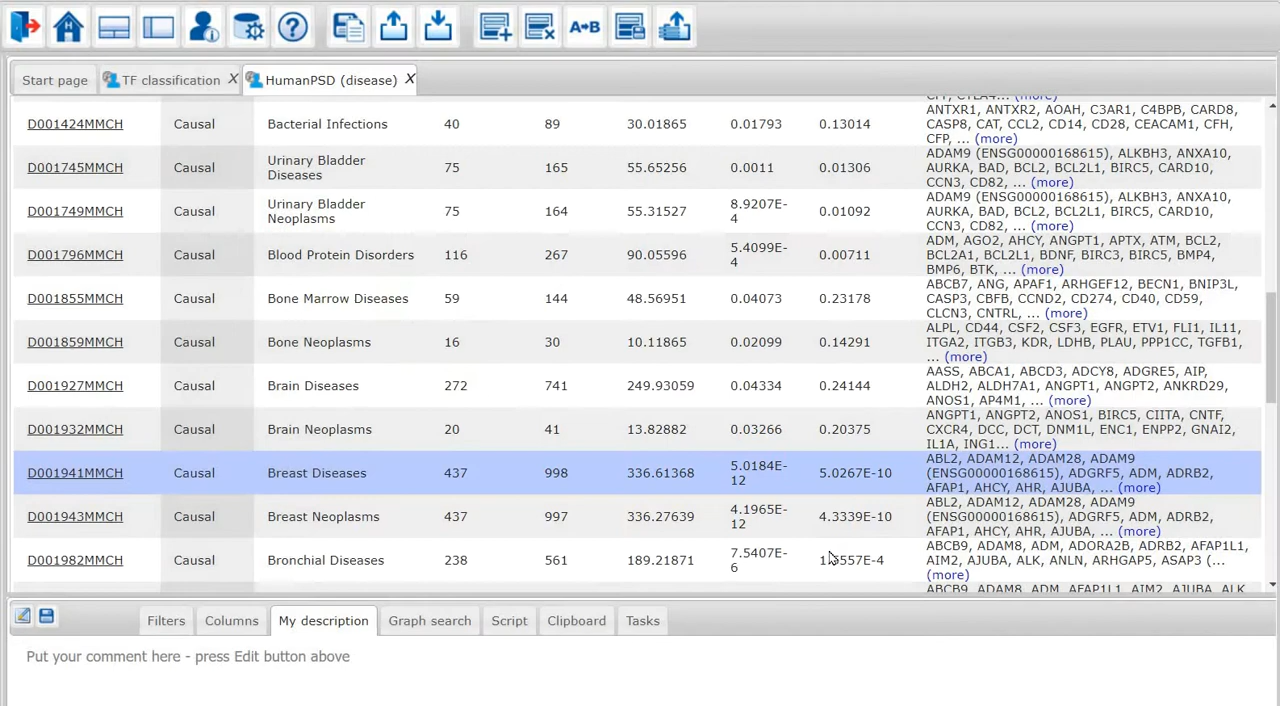 A➔B
Start page TF classification X HumanPSD (disease) X
D001424MMCH Causal Bacterial Infections 40 89 30.01865 0.01793 0.13014 ANTXR1, ANTXR2, AOAH, C3AR1, C4BPB, CARD8,
CASP8, CAT, CCL2, CD14, CD28, CEACAM1, CFH,
CFP, ... (more)
D001745MMCH Causal Urinary Bladder Diseases 75 165 55.65256 0.0011 0.01306 ADAM9 (ENSG00000168615), ALKBH3, ANXA10,
AURKA, BAD, BCL2, BCL2L1, BIRC5, CARD10,
CCN3, CD82, ... (more)
D001749MMCH Causal Urinary Bladder Neoplasms 75 164 55.31527 8.9207E-4 0.01092 ADAM9 (ENSG00000168615), ALKBH3, ANXA10,
AURKA, BAD, BCL2, BCL2L1, BIRC5, CARD10,
CCN3, CD82, ... (more)
D001796MMCH Causal Blood Protein Disorders 116 267 90.05596 5.4099E-4 0.00711 ADM, AGO2, AHCY, ANGPT1, APTX, ATM, BCL2,
BCL2A1, BCL2L1, BDNF, BIRC3, BIRC5, BMP4,
BMP6, BTK, ... (more)
D001855MMCH Causal Bone Marrow Diseases 59 144 48.56951 0.04073 0.23178 ABCB7, ANG, APAF1, ARHGEF12, BECN1, BNIP3L,
CASP3, CBFB, CCND2, CD274, CD40, CD59,
CLCN3, CNTRL, ... (more)
D001859MMCH Causal Bone Neoplasms 16 30 10.11865 0.02099 0.14291 ALPL, CD44, CSF2, CSF3, EGFR, ETV1, FLI1, IL11,
ITGA2, ITGB3, KDR, LDHB, PLAU, PPP1CC, TGFB1,
... (more)
D001927MMCH Causal Brain Diseases 272 741 249.93059 0.04334 0.24144 AASS, ABCA1, ABCD3, ADCY8, ADGRE5, AIP,
ALDH2, ALDH7A1, ANGPT1, ANGPT2, ANKRD29,
ANOS1, AP4M1, ... (more)
D001932MMCH Causal Brain Neoplasms 20 41 13.82882 0.03266 0.20375 ANGPT1, ANGPT2, ANOS1, BIRC5, CIITA, CNTF,
CXCR4, DCC, DCT, DNM1L, ENC1, ENPP2, GNAI2,
IL1A, ING1... (more)
D001941MMCH Causal Breast Diseases 437 998 336.61368 5.0184E-12 5.0267E-10 ABL2, ADAM12, ADAM28, ADAM9
(ENSG00000168615), ADGRF5, ADM, ADRB2,
AFAP1, AHCY, AHR, AJUBA, ... (more)
D001943MMCH Causal Breast Neoplasms 437 997 336.27639 4.1965E-12 4.3339E-10 ABL2, ADAM12, ADAM28, ADAM9
(ENSG00000168615), ADGRF5, ADM, ADRB2,
AFAP1, AHCY, AHR, AJUBA, ... (more)
D001982MMCH Causal Bronchial Diseases 238 561 189.21871 7.5407E-6 ABCB9, ADAM8, ADM, ADORA2B, ADRB2, AFAP1L1,
AIM2, AJUBA, ALK, ANLN, ARHGAP5, ASAP3 (...
(more)
ABCB9, ADAM8, ADM, AFAP1L1, AIM2, AJUBA, ALK
Filters Columns My description Graph search Script Clipboard Tasks
Put your comment here - press Edit button above